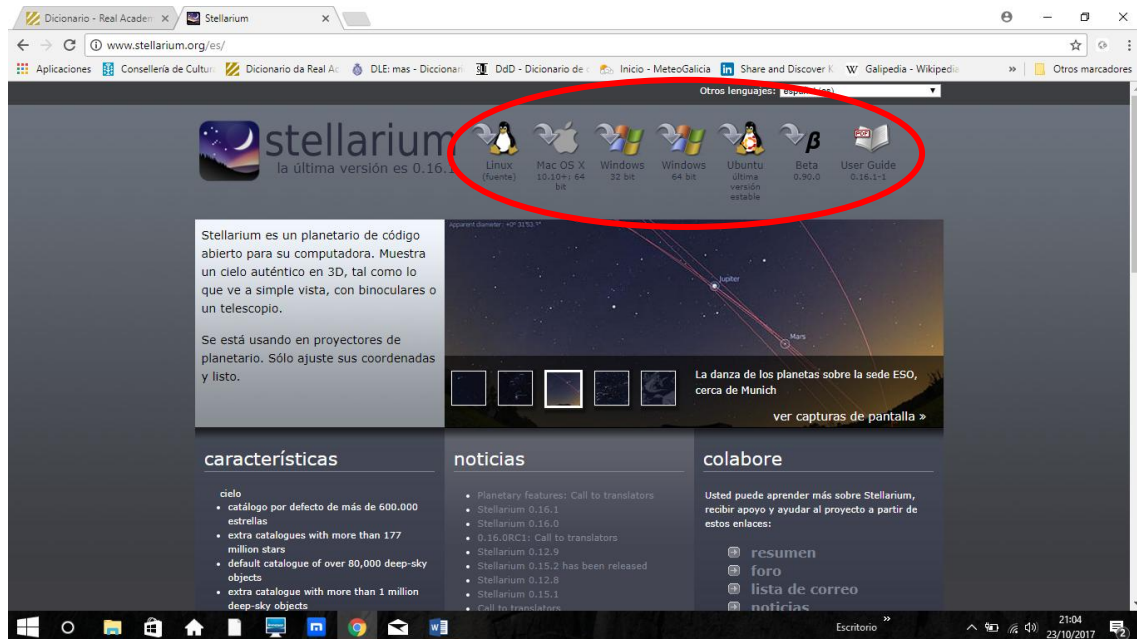 Dicionario - Real Academ
Stellarium
www.stellarium.org/es/
Aplicaciones
Consellería de Cultur
Dicionario da Real Ac
DLE: mas - Diccionari
DdD - Dicionario de
Inicio - MeteoGalicia
Share and Discover K
Galipedia - Wikipedia
»
Otros marcadores
Otros lenguajes:
stellarium
la última versión es 0.16.1
Linux
(fuente)
Mac OS X
10.10+; 64
bit
Windows
32 bit
Windows
64 bit
Ubuntu
última
versión
estable
β
Beta
0.90.0
PDF
User Guide
0.16.1-1
Stellarium es un planetario de código
abierto para su computadora. Muestra
un cielo auténtico en 3D, tal como lo
que ve a simple vista, con binoculares o
un telescopio.
Se está usando en proyectores de
planetario. Sólo ajuste sus coordenadas
y listo.
Apparent diameter: +0° 31'53.7"
Jupiter
Mars
La danza de los planetas sobre la sede ESO,
cerca de Munich
ver capturas de pantalla »
características
cielo
catálogo por defecto de más de 600.000
estrellas
extra catalogues with more than 177
million stars
default catalogue of over 80,000 deep-sky
objects
extra catalogue with more than 1 million
deep-sky objects
noticias
Planetary features: Call to translators
Stellarium 0.16.1
Stellarium 0.16.0
0.16.0RC1: Call to translators
Stellarium 0.12.9
Stellarium 0.15.2 has been released
Stellarium 0.12.8
Stellarium 0.15.1
Call to translators
colabore
Usted puede aprender más sobre Stellarium,
recibir apoyo y ayudar al proyecto a partir de
estos enlaces:
resumen
foro
lista de correo
noticias
Escritorio
»
21:04
23/10/2017
2